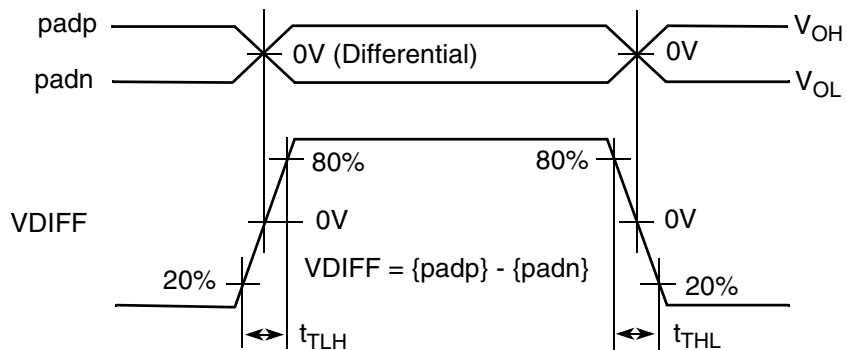 padp
0V (Differential)
0V
V_OH
padn
V_OL
80%
80%
VDIFF
0V
0V
VDIFF = {padp} - {padn}
20%
20%
t_TLH
t_THL